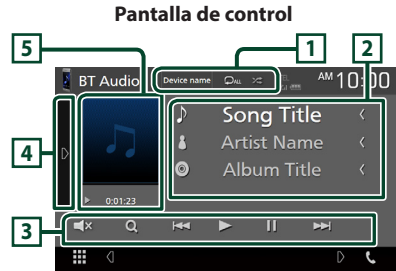 Pantalla de control
5
1
2
BT Audio
Device name
ALL
AM 10:00
Song Title
Artist Name
Album Title
4
0:01:23
3